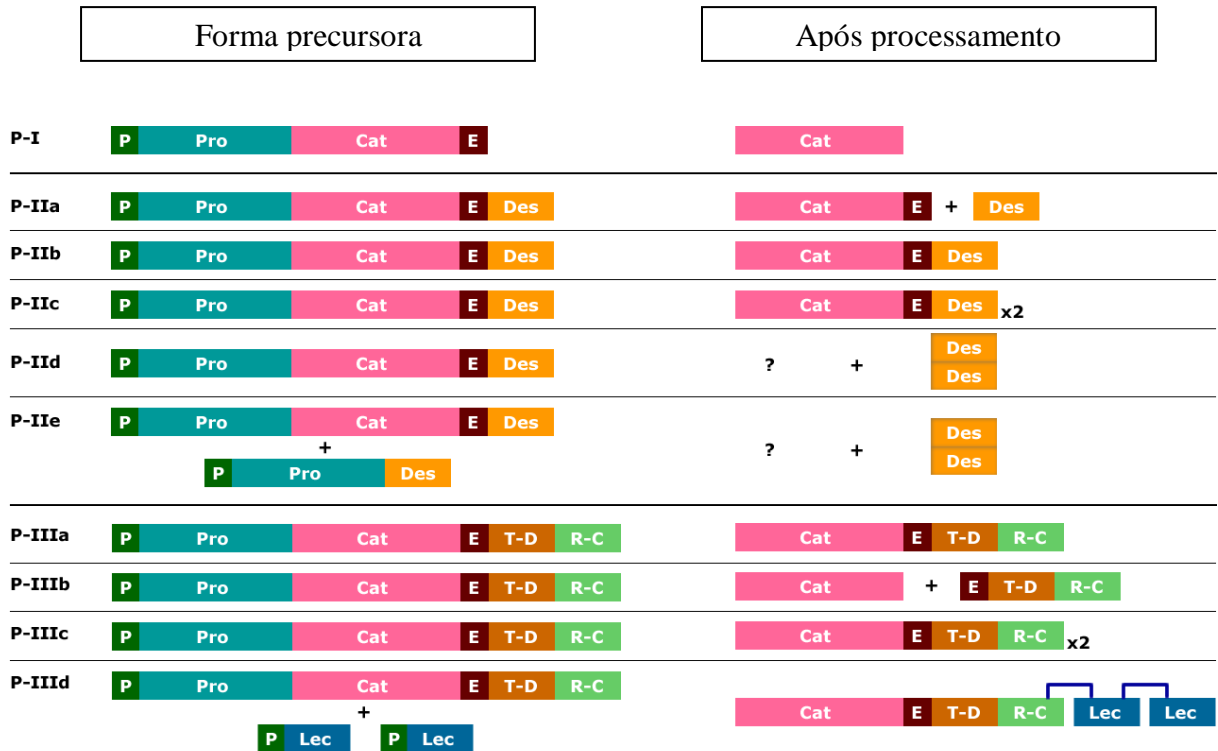 Forma precursora Após processamento
P-I P Pro Cat E Cat
P-IIa P Pro Cat E Des Cat E + Des
P-IIb P Pro Cat E Des Cat E Des
P-IIc P Pro Cat E Des Cat E Des x2
P-IId P Pro Cat E Des ? + Des
Des
P-IIe P Pro Cat E Des ? + Des
Des
+
P Pro Des
P-IIIa P Pro Cat E T-D R-C Cat E T-D R-C
P-IIIb P Pro Cat E T-D R-C Cat + E T-D R-C
P-IIIc P Pro Cat E T-D R-C Cat E T-D R-C x2
P-IIId P Pro Cat E T-D R-C Cat E T-D R-C Lec Lec
+
P Lec P Lec